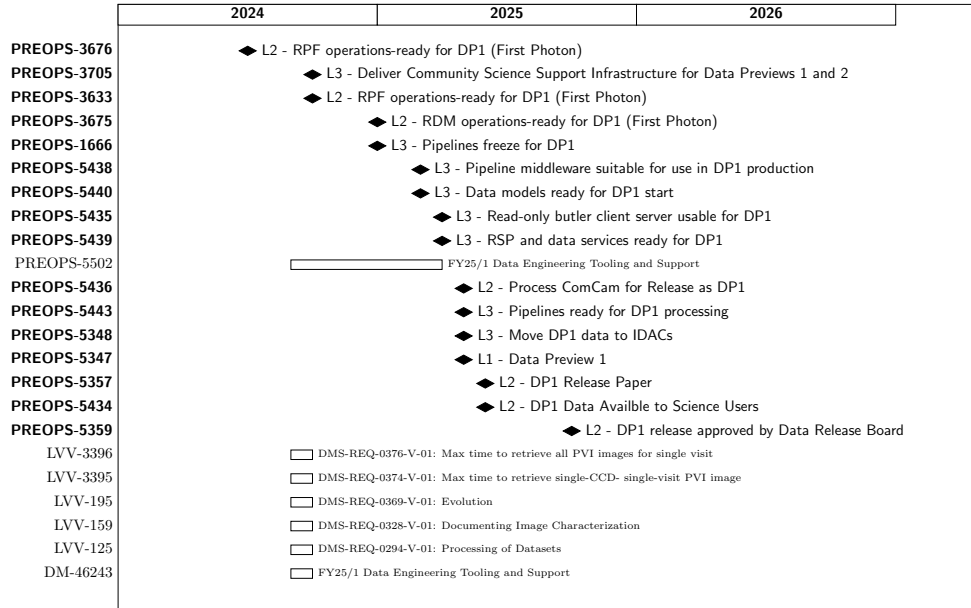 2024 2025 2026
PREOPS-3676 L2 - RPF operations-ready for DP1 (First Photon)
PREOPS-3705 L3 - Deliver Community Science Support Infrastructure for Data Previews 1 and 2
PREOPS-3633 L2 - RPF operations-ready for DP1 (First Photon)
PREOPS-3675 L2 - RDM operations-ready for DP1 (First Photon)
PREOPS-1666 L3 - Pipelines freeze for DP1
PREOPS-5438 L3 - Pipeline middleware suitable for use in DP1 production
PREOPS-5440 L3 - Data models ready for DP1 start
PREOPS-5435 L3 - Read-only butler client server usable for DP1
PREOPS-5439 L3 - RSP and data services ready for DP1
PREOPS-5502 FY25/1 Data Engineering Tooling and Support
PREOPS-5436 L2 - Process ComCam for Release as DP1
PREOPS-5443 L3 - Pipelines ready for DP1 processing
PREOPS-5348 L3 - Move DP1 data to IDACs
PREOPS-5347 L1 - Data Preview 1
PREOPS-5357 L2 - DP1 Release Paper
PREOPS-5434 L2 - DP1 Data Availble to Science Users
PREOPS-5359 L2 - DP1 release approved by Data Release Board
LVV-3396 DMS-REQ-0376-V-01: Max time to retrieve all PVI images for single visit
LVV-3395 DMS-REQ-0374-V-01: Max time to retrieve single-CCD- single-visit PVI image
LVV-195 DMS-REQ-0369-V-01: Evolution
LVV-159 DMS-REQ-0328-V-01: Documenting Image Characterization
LVV-125 DMS-REQ-0294-V-01: Processing of Datasets
DM-46243 FY25/1 Data Engineering Tooling and Support